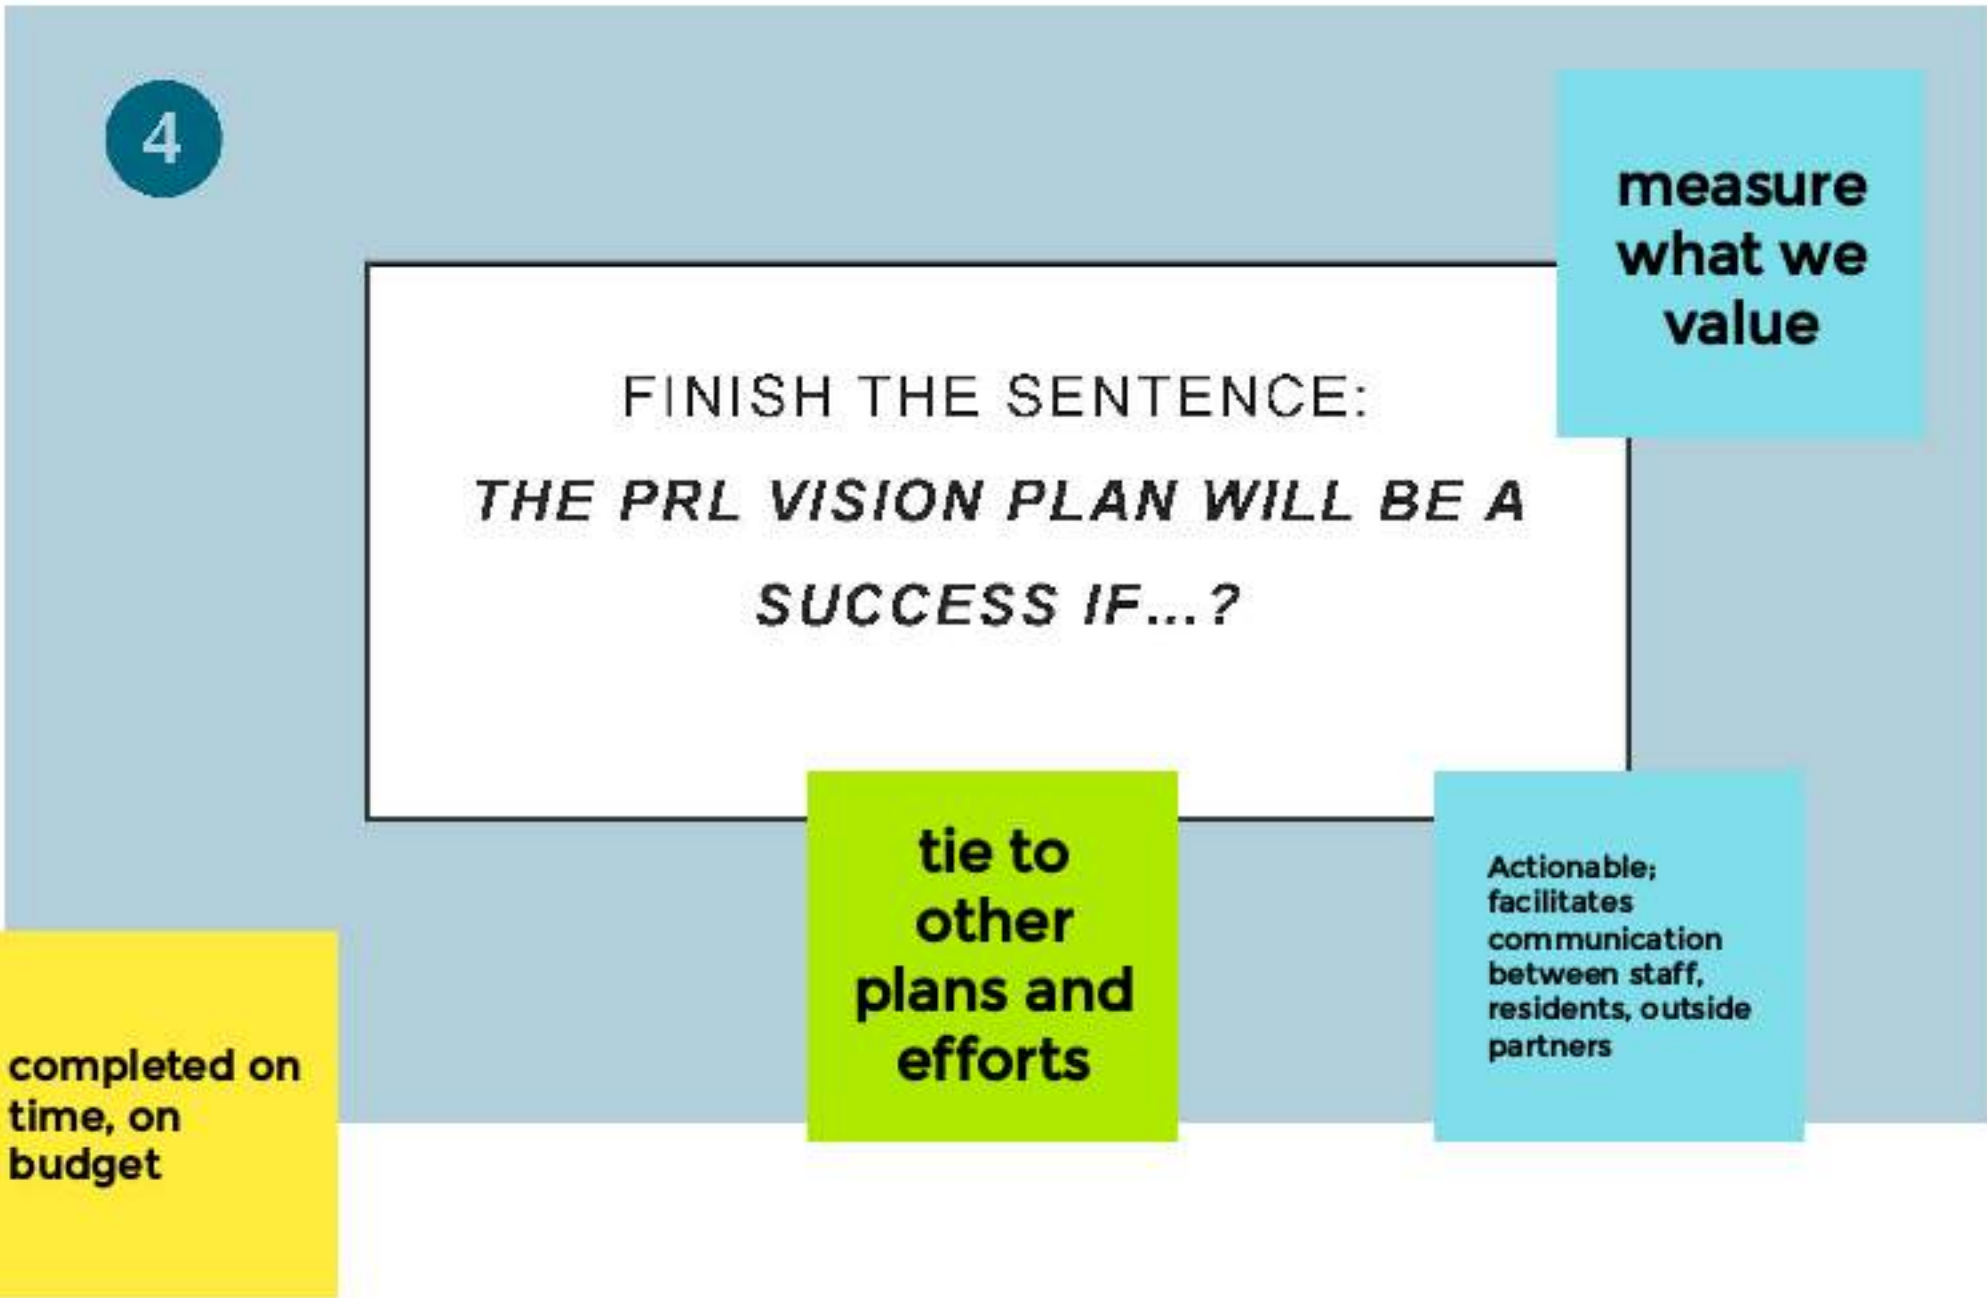 4
measure
what we
value
FINISH THE SENTENCE:
THE PRL VISION PLAN WILL BE A
SUCCESS IF...?
tie to
other
plans and
efforts
Actionable;
facilitates
communication
between staff,
residents, outside
partners
completed on
time, on
budget